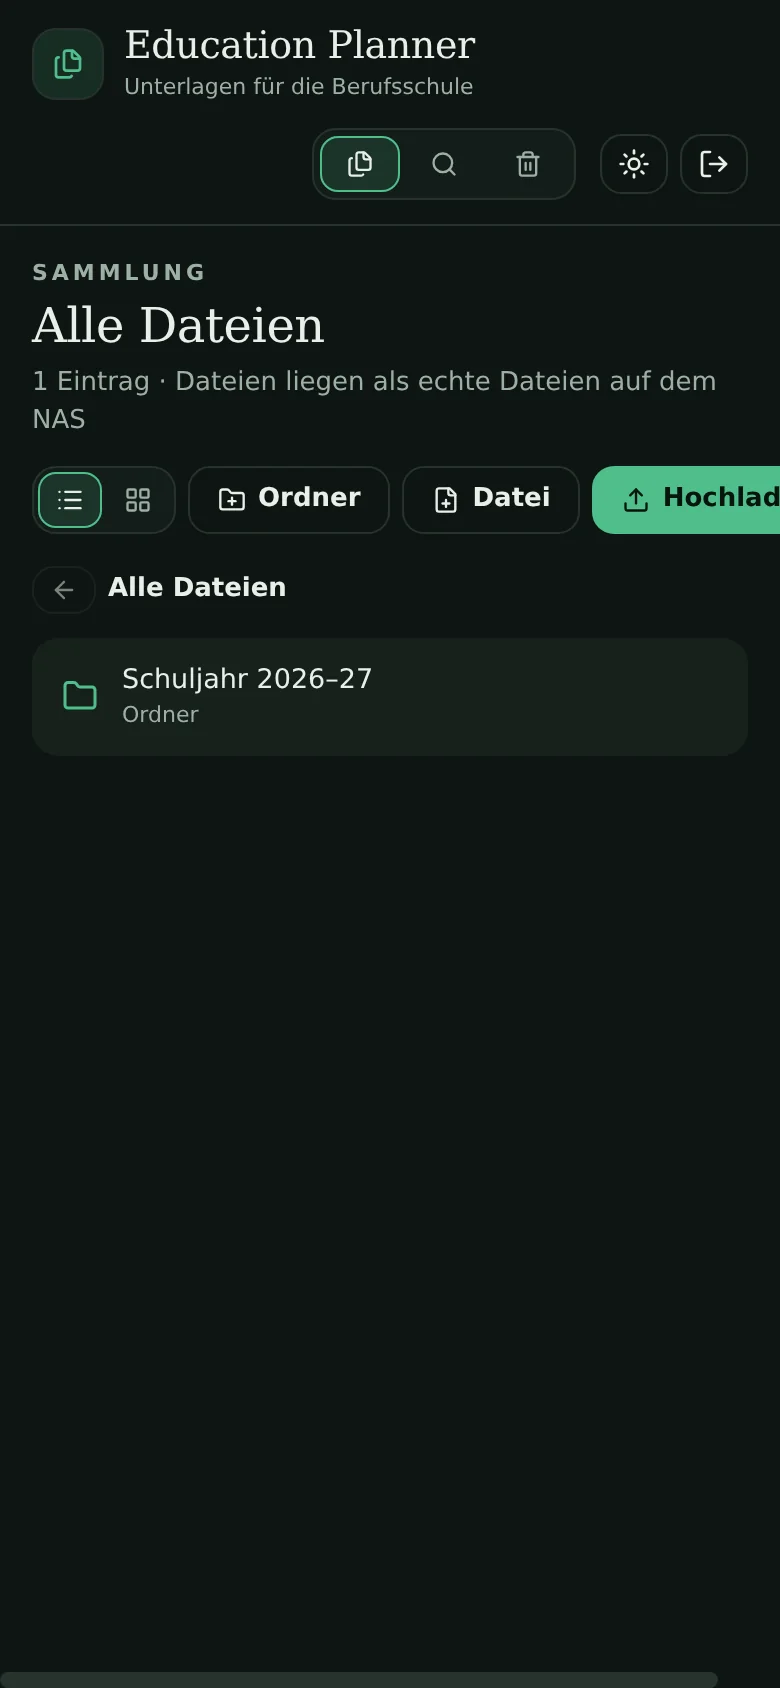 Education Planner
Unterlagen für die Berufsschule
SAMMLUNG
Alle Dateien
1 Eintrag · Dateien liegen als echte Dateien auf dem
NAS
Ordner
Datei
Hochlad
Alle Dateien
Schuljahr 2026–27
Ordner